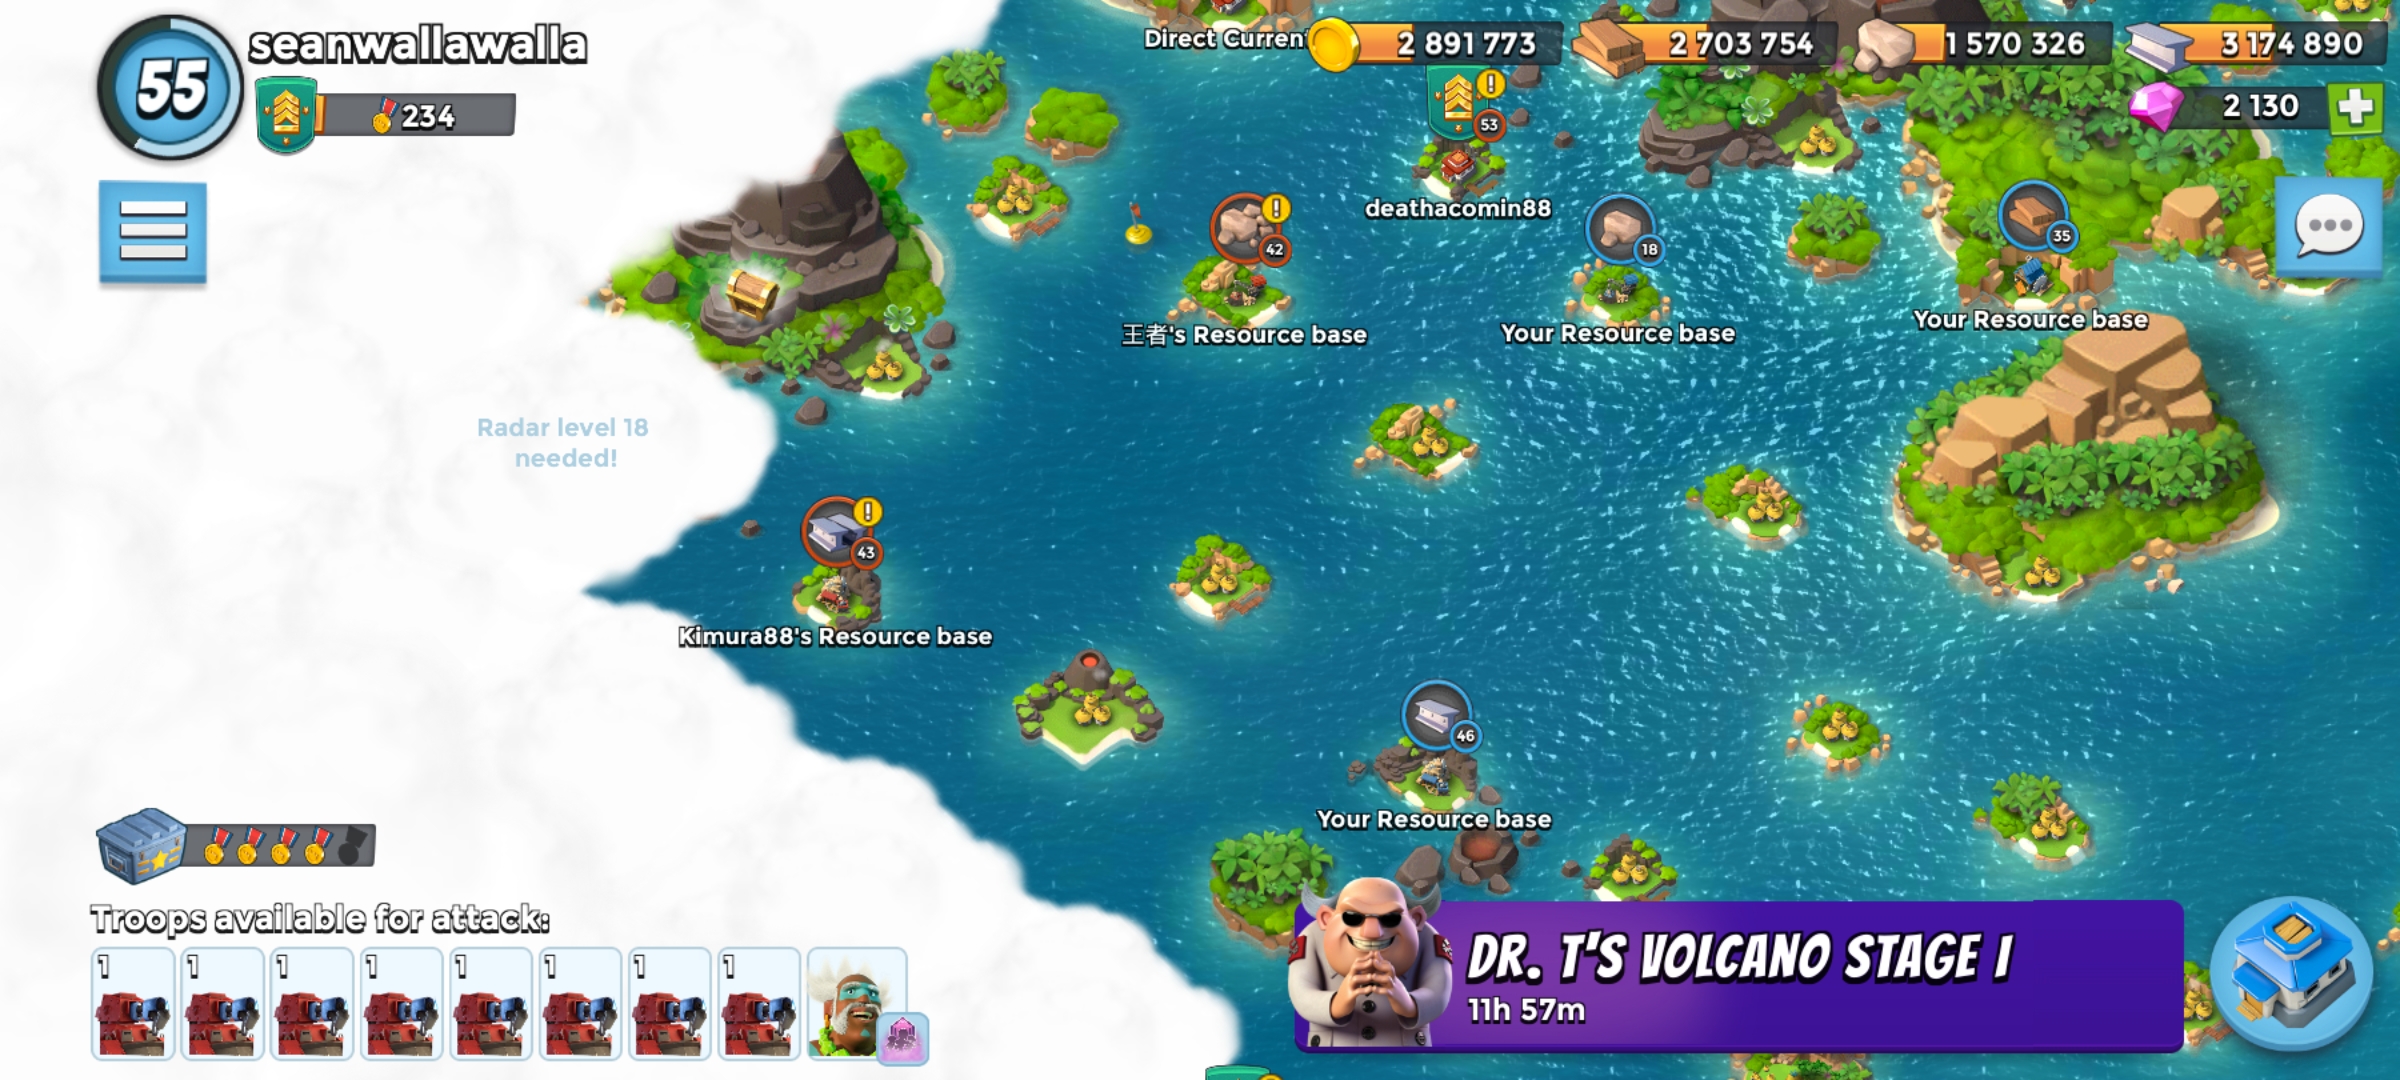 55
seanwallawalla
234
Direct Current
2 891 773
2 703 754
1 570 326
3 174 890
2 130
!
53
deathacomin88
!
42
王者's Resource base
18
Your Resource base
35
Your Resource base
Radar level 18
needed!
!
43
Kimura88's Resource base
46
Your Resource base
Troops available for attack:
1
1
1
1
1
1
1
1
DR. T'S VOLCANO STAGE I
11h 57m